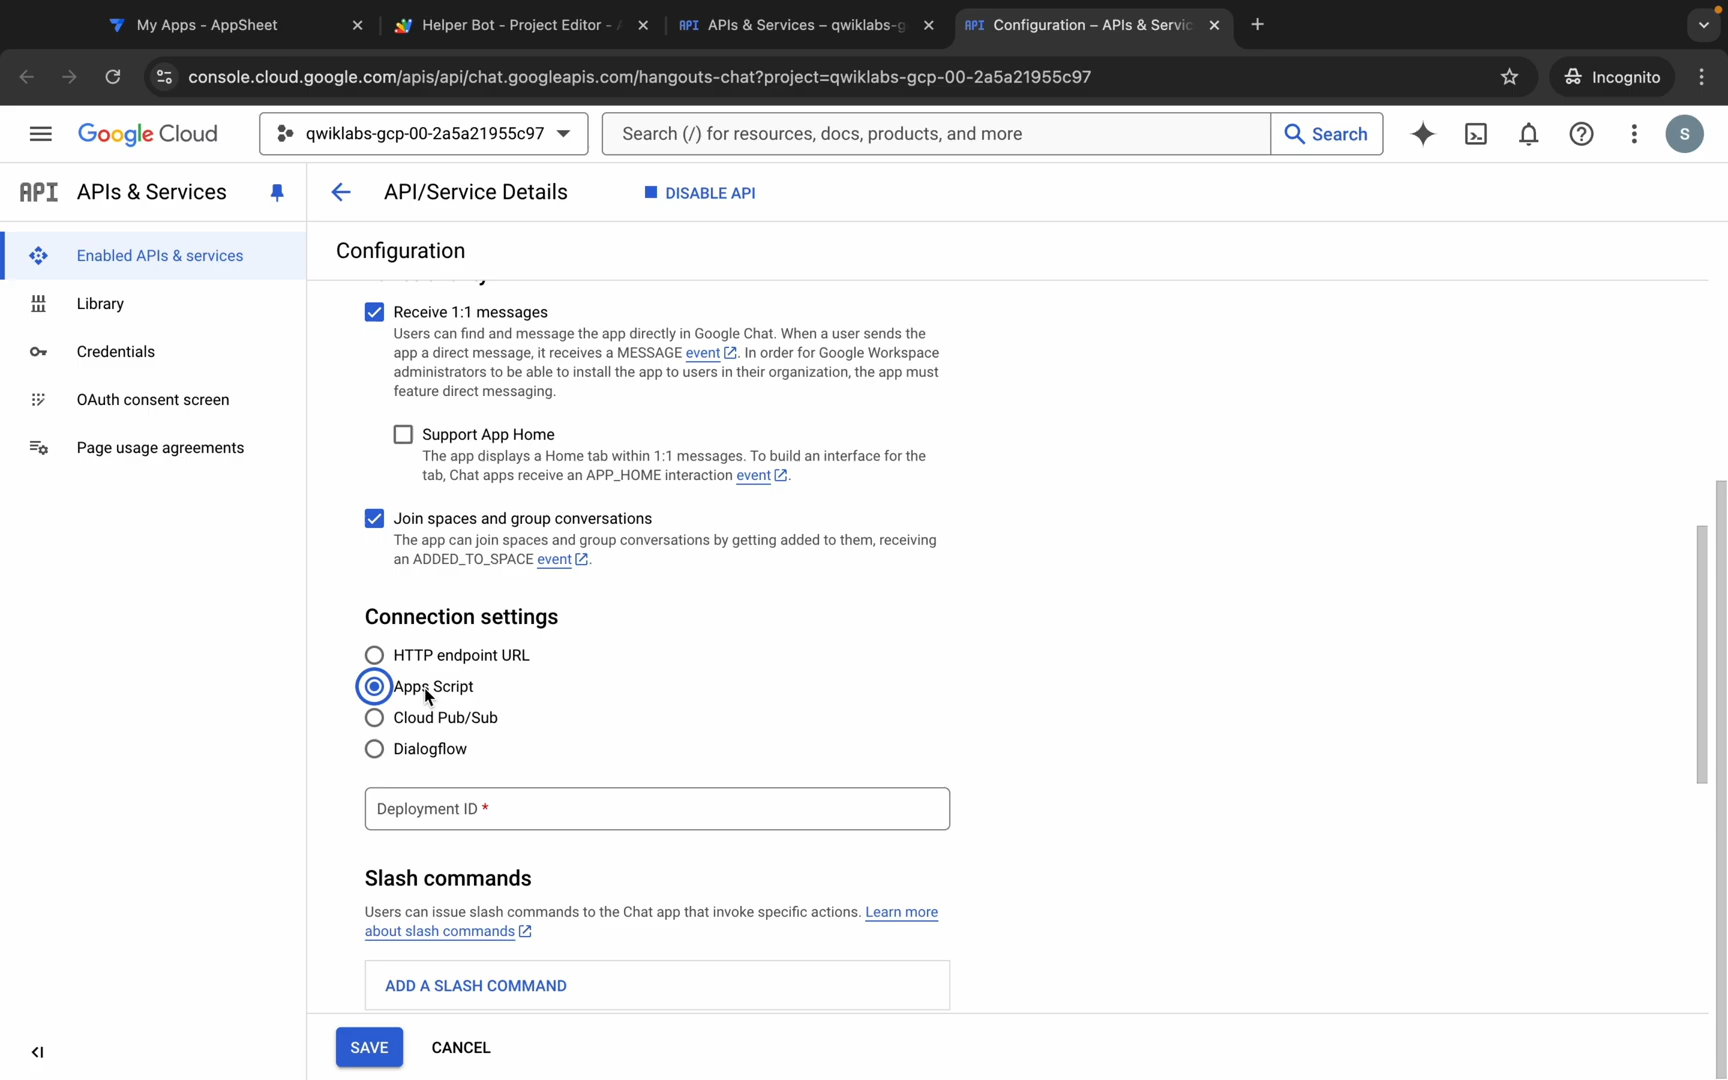 My Apps - AppSheet
Helper Bot - Project Editor -
API APIs & Services – qwiklabs-g
API Configuration – APIs & Servic
console.cloud.google.com/apis/api/chat.googleapis.com/hangouts-chat?project=qwiklabs-gcp-00-2a5a21955c97
Incognito
Google Cloud
qwiklabs-gcp-00-2a5a21955c97
Search (/) for resources, docs, products, and more
Search
S
API APIs & Services
API/Service Details
DISABLE API
Enabled APIs & services
Library
Credentials
OAuth consent screen
Page usage agreements
Configuration
Receive 1:1 messages
Users can find and message the app directly in Google Chat. When a user sends the
app a direct message, it receives a MESSAGE event. In order for Google Workspace
administrators to be able to install the app to users in their organization, the app must
feature direct messaging.
Support App Home
The app displays a Home tab within 1:1 messages. To build an interface for the
tab, Chat apps receive an APP_HOME interaction event.
Join spaces and group conversations
The app can join spaces and group conversations by getting added to them, receiving
an ADDED_TO_SPACE event.
Connection settings
HTTP endpoint URL
Apps Script
Cloud Pub/Sub
Dialogflow
Deployment ID *
Slash commands
Users can issue slash commands to the Chat app that invoke specific actions. Learn more
about slash commands
ADD A SLASH COMMAND
SAVE
CANCEL